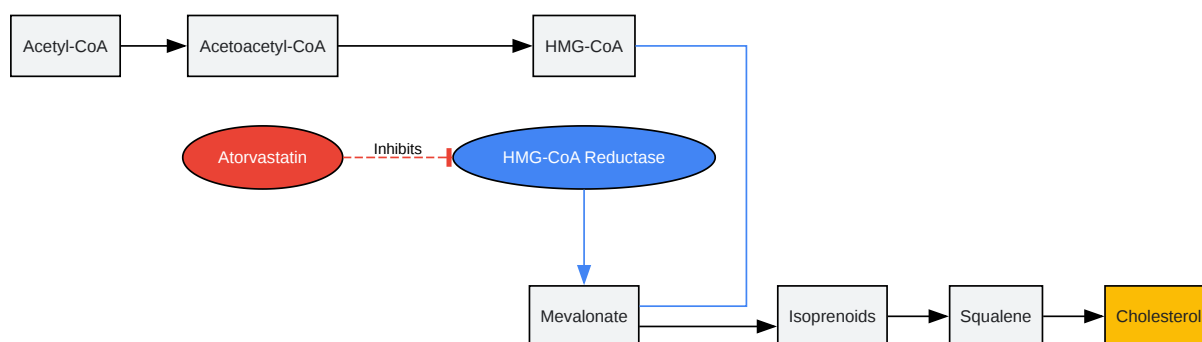 Acetyl-CoA
Acetoacetyl-CoA
HMG-CoA
Atorvastatin
Inhibits
HMG-CoA Reductase
Mevalonate
Isoprenoids
Squalene
Cholesterol